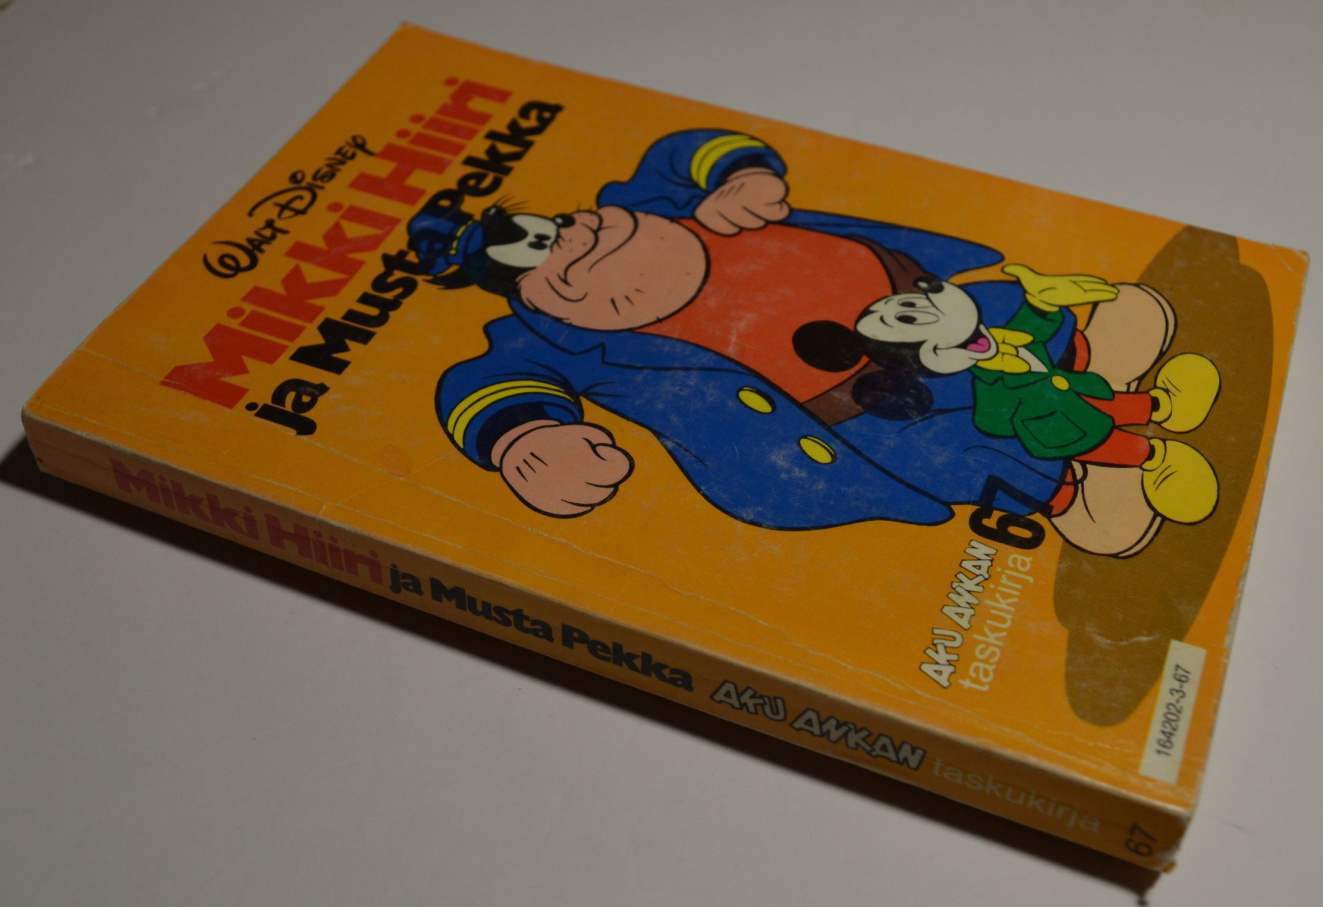 WALT DISNEY
Mikki Hiiri
ja Musta Pekka
AKU ANKAN
taskukirja 67
164202-3-67
Mikki Hiiri ja Musta Pekka AKU ANKAN taskukirja 67